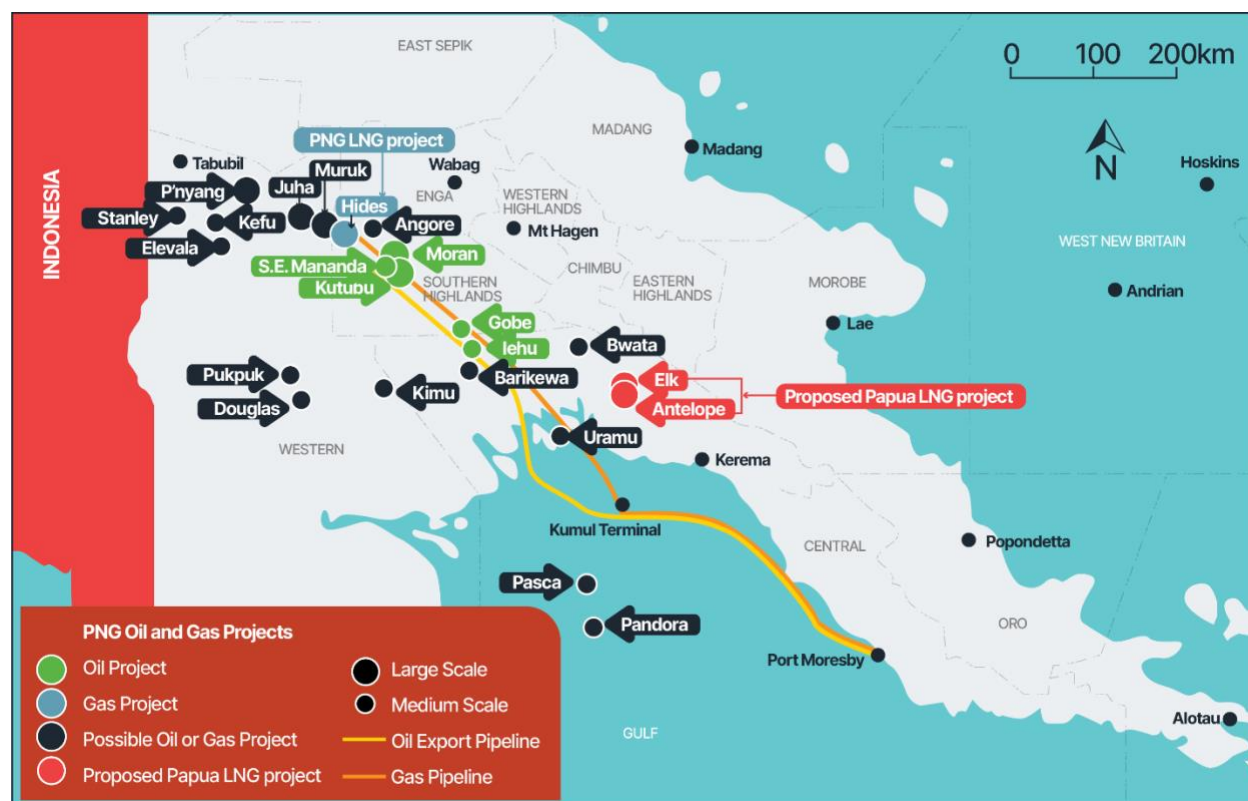 EAST SEPIK
0 100 200km
MADANG
PNG LNG project
Madang
N
Hoskins
Tabubil
Muruk
Wabag
P'nyang
Juha
ENGA
WESTERN
HIGHLANDS
Stanley
Kefu
Hides
Angore
Mt Hagen
WEST NEW BRITAIN
INDONESIA
Elevala
Moran
S.E. Mananda
CHIMBU
EASTERN
HIGHLANDS
MOROBE
Andrian
Kutubu
SOUTHERN
HIGHLANDS
Gobe
Lae
Iehu
Bwata
Pukpuk
Barikewa
Elk
Kimu
Proposed Papua LNG project
Douglas
Antelope
WESTERN
Uramu
Kerema
Kumul Terminal
CENTRAL
Popondetta
Pasca
Pandora
ORO
Port Moresby
Alotau
GULF
PNG Oil and Gas Projects
Oil Project
Gas Project
Possible Oil or Gas Project
Proposed Papua LNG project
Large Scale
Medium Scale
Oil Export Pipeline
Gas Pipeline